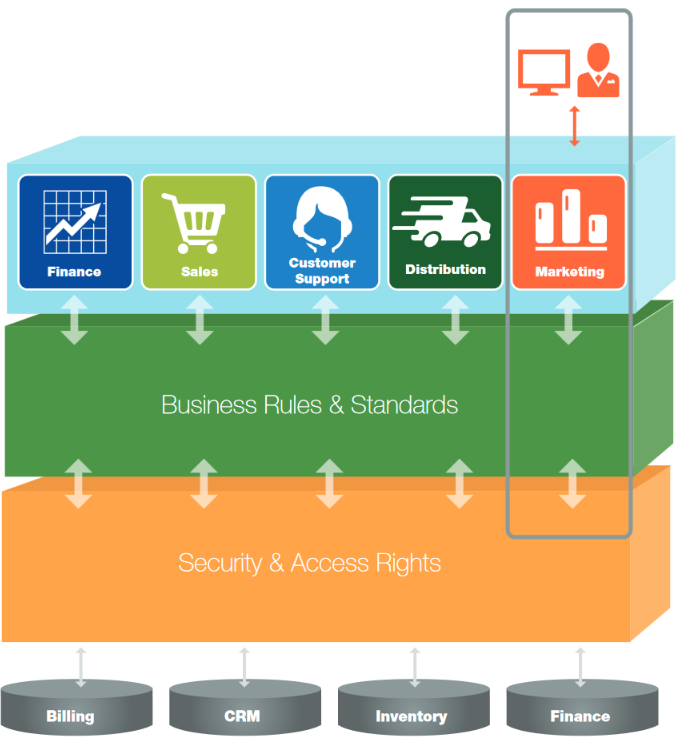 Finance
Sales
Customer
Support
Distribution
Marketing
Business Rules & Standards
Security & Access Rights
Billing
CRM
Inventory
Finance